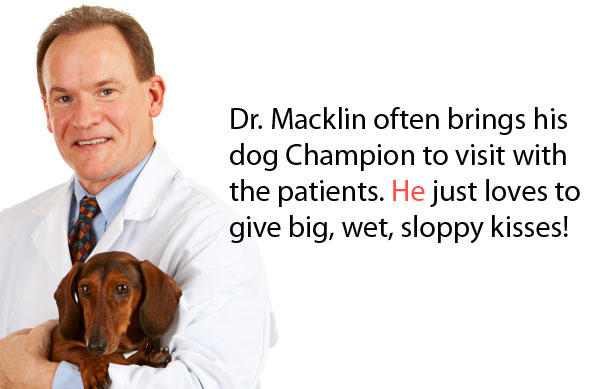 Dr. Macklin often brings his
dog Champion to visit with
the patients. He just loves to
give big, wet, sloppy kisses!